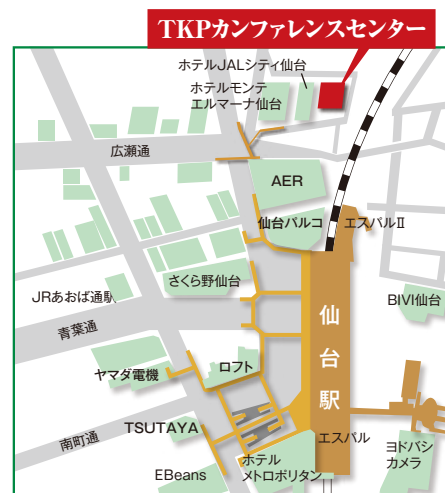 TKPカンファレンスセンター
ホテルJALシティ仙台
ホテルモンテ
エルマーナ仙台
広瀬通
AER
仙台パルコ
エスパルⅡ
さくら野仙台
JRあおば通駅
BIVI仙台
青葉通
仙台駅
ヤマダ電機
ロフト
TSUTAYA
南町通
エスパル
ヨドバシ
カメラ
ホテル
メトロポリタン
EBeans